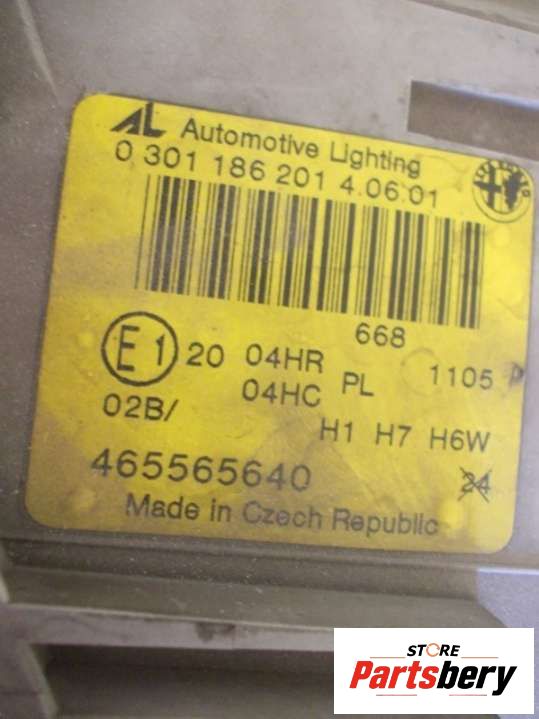 AL Automotive Lighting
0 301 186 201 4.06.01
668
E1 20 04HR PL 1105
04HC
02B/
H1 H7 H6W
465565640 24
Made in Czech Republic
STORE
Partsbery